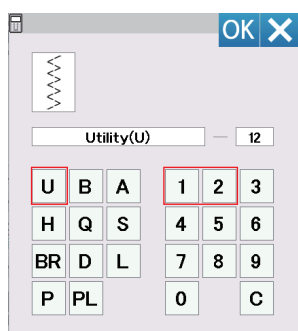 OK
Utility(U) — 12
U B A 1 2 3
H Q S 4 5 6
BR D L 7 8 9
P PL 0 C